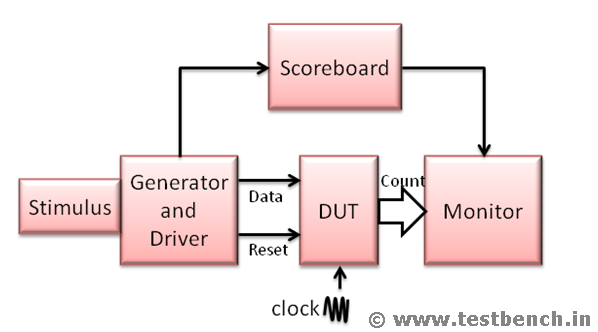 Scoreboard
Stimulus
Generator
and
Driver
Data
Reset
DUT
Count
Monitor
clock
© www.testbench.in